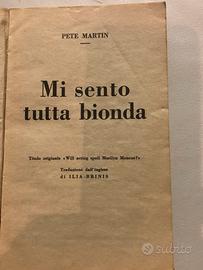 PETE MARTIN
Mi sento
tutta bionda
Titolo originale «Will acting spoil Marilyn Monroe?»
Traduzione dall'inglese
di ILIA BRINIS
subito